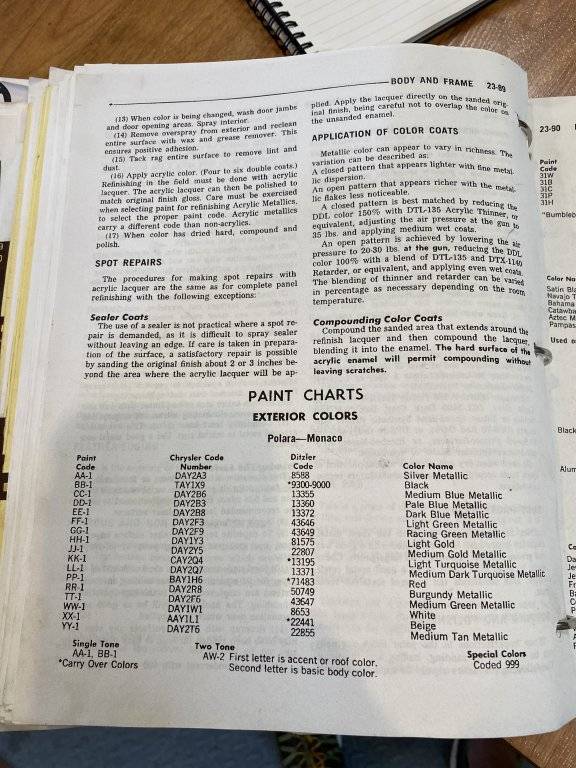 BODY AND FRAME 23-89
(13) When color is being changed, wash door jambs
and door opening areas. Spray interior.
(14) Remove overspray from exterior and reclean
entire surface with wax and grease remover. This
ensures positive adhesion.
(15) Tack rag entire surface to remove lint and
dust.
(16) Apply acrylic color. (Four to six double coats.)
Refinishing in the field must be done with acrylic
lacquer. The acrylic lacquer can then be polished to
match original finish gloss. Care must be exercised
when selecting paint for refinishing Acrylic Metallics,
to select the proper paint code. Acrylic metallics
carry a different code than non-acrylics.
(17) When color has dried hard, compound and
polish.
SPOT REPAIRS
The procedures for making spot repairs with
acrylic lacquer are the same as for complete panel
refinishing with the following exceptions:
Sealer Coats
The use of a sealer is not practical where a spot re-
pair is demanded, as it is difficult to spray sealer
without leaving an edge. If care is taken in prepara-
tion of the surface, a satisfactory repair is possible
by sanding the original finish about 2 or 3 inches be-
yond the area where the acrylic lacquer will be ap-
plied. Apply the lacquer directly on the sanded orig-
inal finish, being careful not to overlap the color on
the unsanded enamel.
APPLICATION OF COLOR COATS
Metallic color can appear to vary in richness. The
variation can be described as:
A closed pattern that appears lighter with fine metal-
lic dispersion.
An open pattern that appears richer with the metal-
lic flakes less noticeable.
A closed pattern is best matched by reducing the
DDL color 150% with DTL-135 Acrylic Thinner, or
equivalent, adjusting the air pressure at the gun to
35 lbs. and applying medium wet coats.
An open pattern is achieved by lowering the air
pressure to 20-30 lbs. at the gun, reducing the DDL
color 100% with a blend of DTL-135 and DTX-1140
Retarder, or equivalent, and applying even wet coats.
The blending of thinner and retarder can be varied
in percentage as necessary depending on the room
temperature.
Compounding Color Coats
Compound the sanded area that extends around the
refinish lacquer and then compound the lacquer,
blending it into the enamel. The hard surface of the
acrylic enamel will permit compounding without
leaving scratches.
PAINT CHARTS
EXTERIOR COLORS
Polara—Monaco
Paint Code Chrysler Code Number Ditzler Code Color Name
AA-1 DAY2A3 8588 Silver Metallic
BB-1 TAY1X9 *9300-9000 Black
CC-1 DAY2B6 13355 Medium Blue Metallic
DD-1 DAY2B3 13360 Pale Blue Metallic
EE-1 DAY2B8 13372 Dark Blue Metallic
FF-1 DAY2F3 43646 Light Green Metallic
GG-1 DAY2F9 43649 Racing Green Metallic
HH-1 DAY1Y3 81575 Light Gold
JJ-1 DAY2Y5 22807 Medium Gold Metallic
KK-1 CAY2Q4 *13195 Light Turquoise Metallic
LL-1 DAY2Q7 13371 Medium Dark Turquoise Metallic
PP-1 BAY1H6 *71483 Red
RR-1 DAY2R8 50749 Burgundy Metallic
TT-1 DAY2F6 43647 Medium Green Metallic
WW-1 DAY1W1 8653 White
XX-1 AAY1L1 *22441 Beige
YY-1 DAY2T6 22855 Medium Tan Metallic
Single Tone
AA-1, BB-1
*Carry Over Colors
Two Tone
AW-2 First letter is accent or roof color.
Second letter is basic body color.
Special Colors
Coded 999
23-90
Paint
Code
31W
31B
31C
31P
31H
"Bumbleb
Color Na
Satin Bla
Navajo T
Bahama
Catawba
Aztec M
Pampas
Used o
Black
Alum